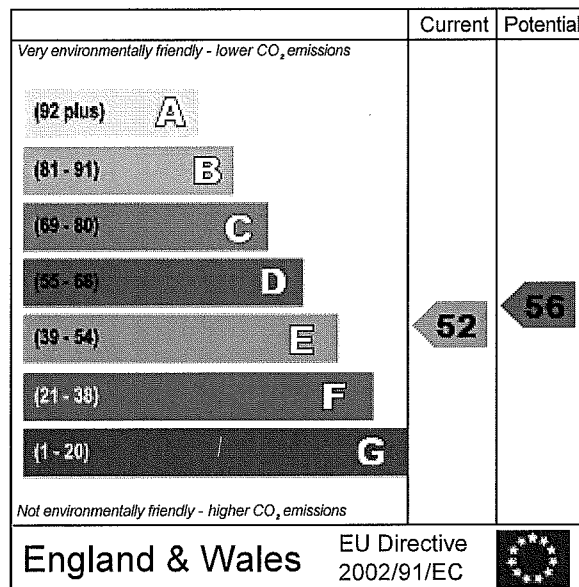 Current Potential
Very environmentally friendly - lower CO₂ emissions
(92 plus) A
(81 - 91) B
(69 - 80) C
(55 - 68) D
(39 - 54) E
52
56
(21 - 38) F
(1 - 20) G
Not environmentally friendly - higher CO₂ emissions
England & Wales
EU Directive
2002/91/EC